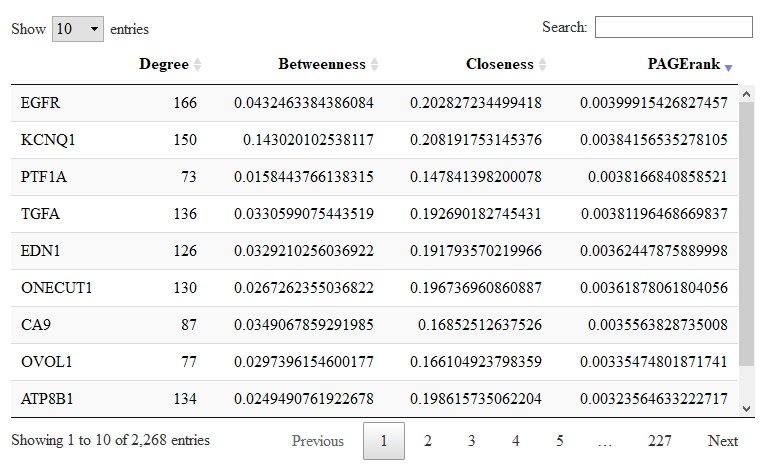 Show 10 entries Search:
Degree Betweenness Closeness PAGErank
EGFR 166 0.0432463384386084 0.202827234499418 0.00399915426827457
KCNQ1 150 0.143020102538117 0.208191753145376 0.00384156535278105
PTF1A 73 0.0158443766138315 0.147841398200078 0.0038166840858521
TGFA 136 0.0330599075443519 0.192690182745431 0.00381196468669837
EDN1 126 0.0329210256036922 0.191793570219966 0.00362447875889998
ONECUT1 130 0.0267262355036822 0.196736960860887 0.00361878061804056
CA9 87 0.0349067859291985 0.16852512637526 0.0035563828735008
OVOL1 77 0.0297396154600177 0.166104923798359 0.00335474801871741
ATP8B1 134 0.0249490761922678 0.198615735062204 0.00323564633222717
Showing 1 to 10 of 2,268 entries Previous 1 2 3 4 5 … 227 Next